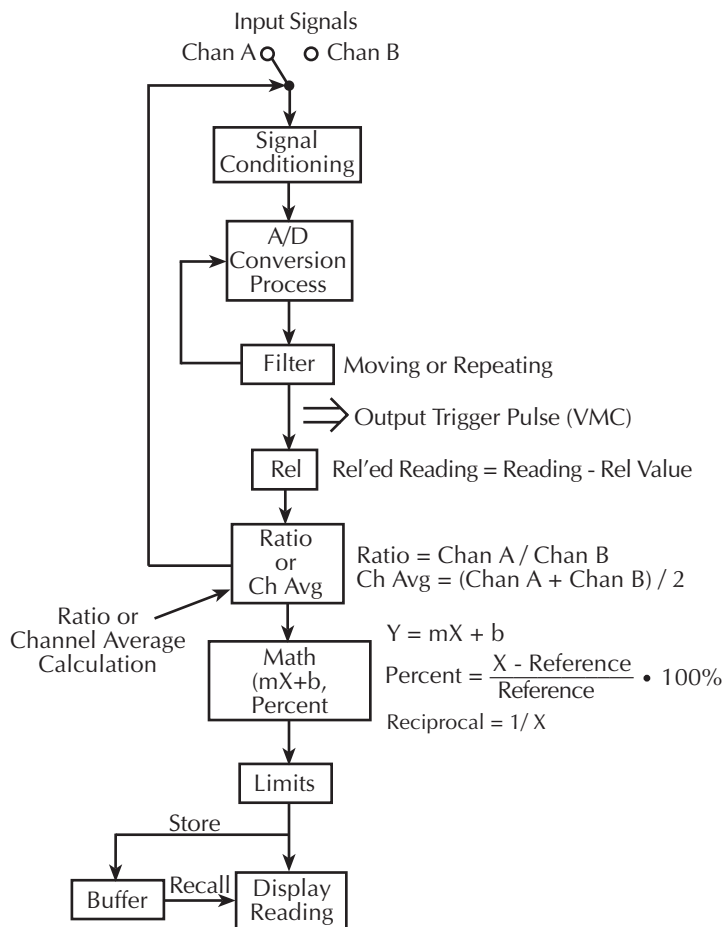 Input Signals
Chan A
Chan B
Signal
Conditioning
A/D
Conversion
Process
Filter
Moving or Repeating
Output Trigger Pulse (VMC)
Rel
Rel'ed Reading = Reading - Rel Value
Ratio
or
Ch Avg
Ratio = Chan A / Chan B
Ch Avg = (Chan A + Chan B) / 2
Ratio or
Channel Average
Calculation
Math
(mX+b,
Percent
Y = mX + b
Percent = X - Reference / Reference • 100%
Reciprocal = 1/ X
Limits
Store
Buffer
Recall
Display
Reading